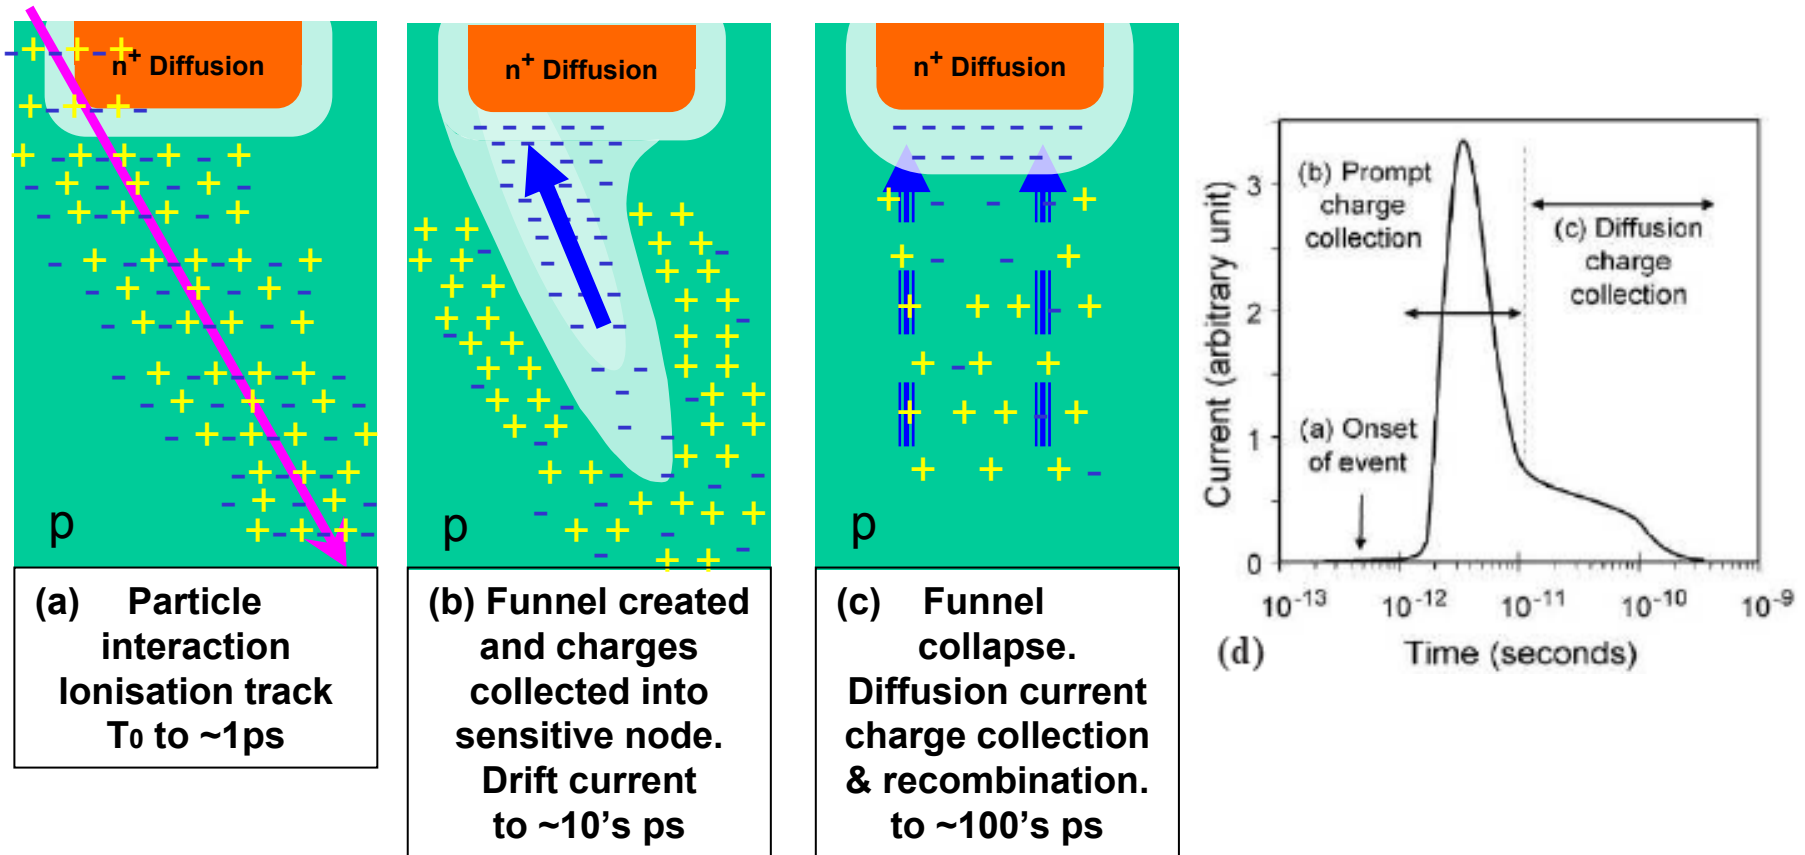 n+ Diffusion
p
(a) Particle
interaction
Ionisation track
T0 to ~1ps
n+ Diffusion
p
(b) Funnel created
and charges
collected into
sensitive node.
Drift current
to ~10’s ps
n+ Diffusion
p
(c) Funnel
collapse.
Diffusion current
charge collection
& recombination.
to ~100’s ps
Current (arbitrary unit)
3
2
1
0
(b) Prompt
charge
collection
(c) Diffusion
charge
collection
(a) Onset
of event
10-13
10-12
10-11
10-10
10-9
(d)
Time (seconds)